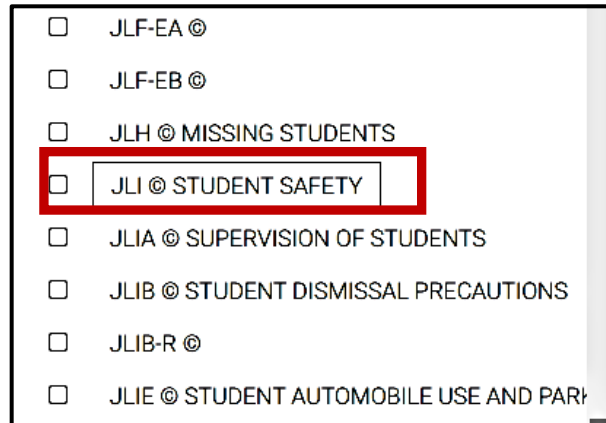 JLF-EA ©
JLF-EB ©
JLH © MISSING STUDENTS
JLI © STUDENT SAFETY
JLIA © SUPERVISION OF STUDENTS
JLIB © STUDENT DISMISSAL PRECAUTIONS
JLIB-R ©
JLIE © STUDENT AUTOMOBILE USE AND PARK